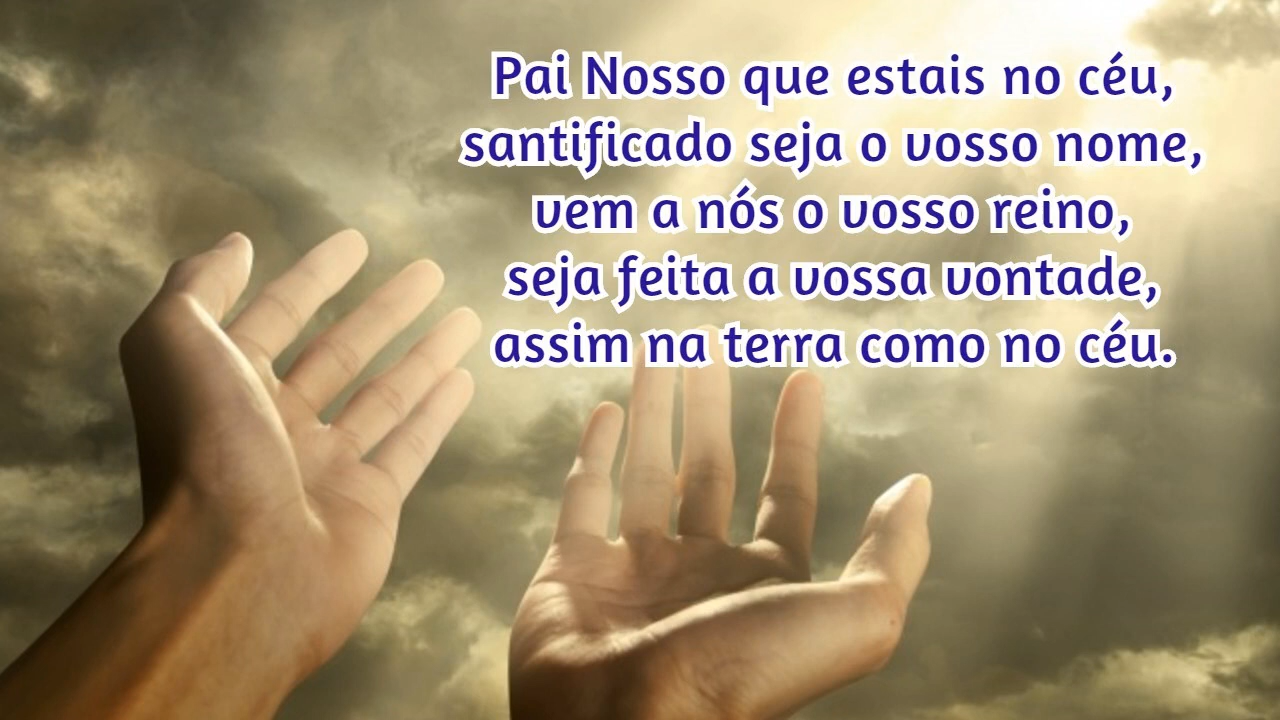 Pai Nosso que estais no céu,
santificado seja o vosso nome,
vem a nós o vosso reino,
seja feita a vossa vontade,
assim na terra como no céu.